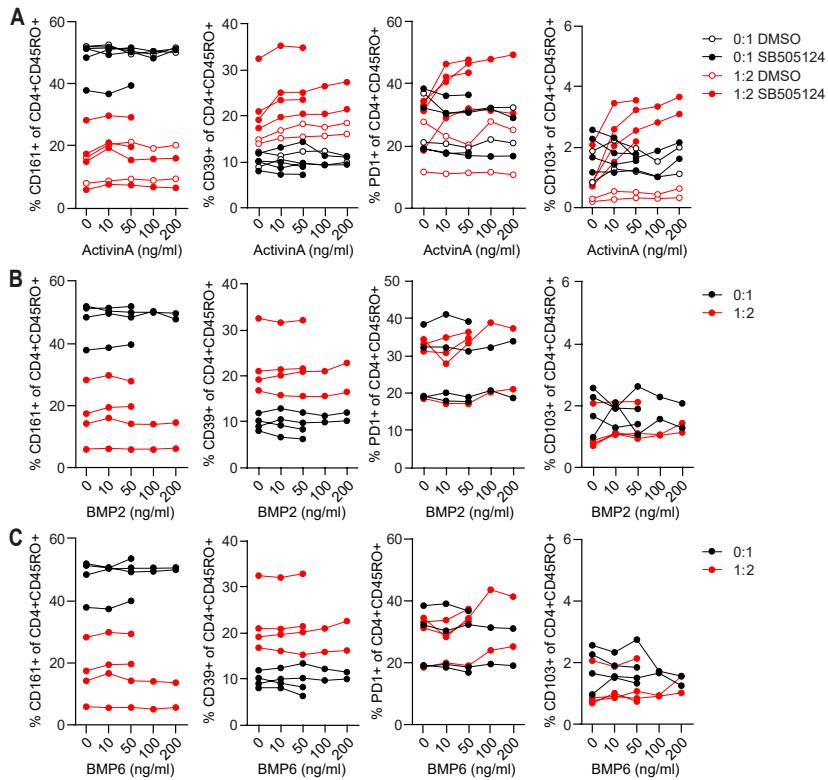 A
% CD161+ of CD4+CD45RO+
60
40
20
0
0 10 50 100 200
ActivinA (ng/ml)
% CD39+ of CD4+CD45RO+
40
30
20
10
0
0 10 50 100 200
ActivinA (ng/ml)
% PD1+ of CD4+CD45RO+
60
40
20
0
0 10 50 100 200
ActivinA (ng/ml)
% CD103+ of CD4+CD45RO+
6
4
2
0
0 10 50 100 200
ActivinA (ng/ml)
0:1 DMSO
0:1 SB505124
1:2 DMSO
1:2 SB505124
B
% CD161+ of CD4+CD45RO+
60
40
20
0
0 10 50 100 200
BMP2 (ng/ml)
% CD39+ of CD4+CD45RO+
40
30
20
10
0
0 10 50 100 200
BMP2 (ng/ml)
% PD1+ of CD4+CD45RO+
50
40
30
20
10
0
0 10 50 100 200
BMP2 (ng/ml)
% CD103+ of CD4+CD45RO+
6
4
2
0
0 10 50 100 200
BMP2 (ng/ml)
0:1
1:2
C
% CD161+ of CD4+CD45RO+
60
40
20
0
0 10 50 100 200
BMP6 (ng/ml)
% CD39+ of CD4+CD45RO+
40
30
20
10
0
0 10 50 100 200
BMP6 (ng/ml)
% PD1+ of CD4+CD45RO+
60
40
20
0
0 10 50 100 200
BMP6 (ng/ml)
% CD103+ of CD4+CD45RO+
6
4
2
0
0 10 50 100 200
BMP6 (ng/ml)
0:1
1:2